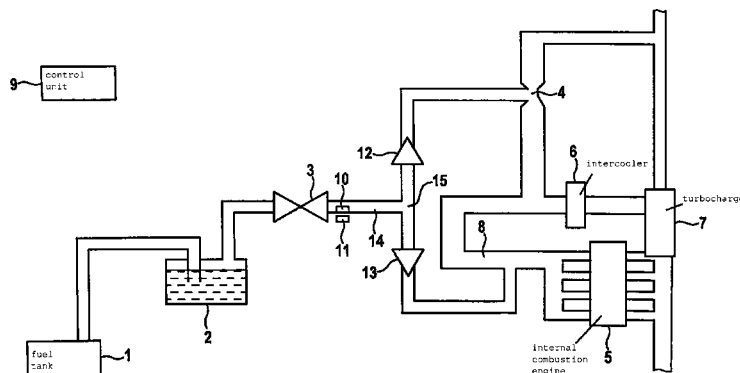 4
9
control
unit
12
6
intercooler
3
10
15
turbocharge
7
14
11
8
13
2
fuel
tank
1
internal
combustion
engine
5